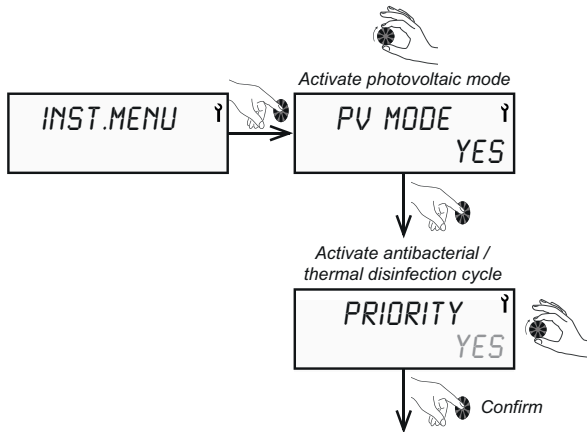 Activate photovoltaic mode
INST.MENU
PV MODE
YES
Activate antibacterial /
thermal disinfection cycle
PRIORITY
YES
Confirm